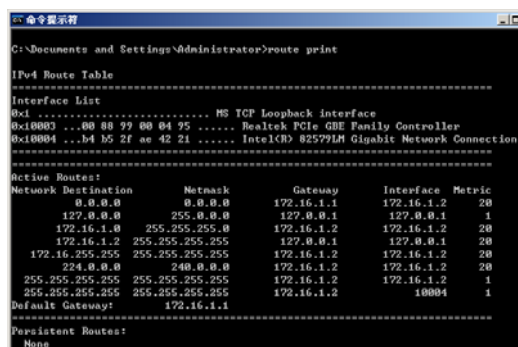 命令提示符
C:\Documents and Settings\Administrator>route print
IPv4 Route Table
===========================================================================
Interface List
0x1 ........................... MS TCP Loopback interface
0x10003 ...00 88 99 00 04 95 ...... Realtek PCIe GBE Family Controller
0x10004 ...b4 b5 2f ae 42 21 ...... Intel(R) 82579LM Gigabit Network Connection
===========================================================================
===========================================================================
Active Routes:
Network Destination Netmask Gateway Interface Metric
0.0.0.0 0.0.0.0 172.16.1.1 172.16.1.2 20
127.0.0.0 255.0.0.0 127.0.0.1 127.0.0.1 1
172.16.1.0 255.255.255.0 172.16.1.2 172.16.1.2 20
172.16.1.2 255.255.255.255 127.0.0.1 127.0.0.1 20
172.16.255.255 255.255.255.255 172.16.1.2 172.16.1.2 20
224.0.0.0 240.0.0.0 172.16.1.2 172.16.1.2 20
255.255.255.255 255.255.255.255 172.16.1.2 172.16.1.2 1
255.255.255.255 255.255.255.255 172.16.1.2 10004 1
Default Gateway: 172.16.1.1
===========================================================================
Persistent Routes:
None